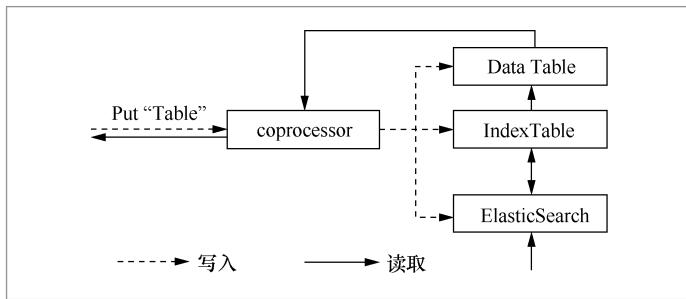 Data Table
Put “Table”
coprocessor
IndexTable
ElasticSearch
写入
读取